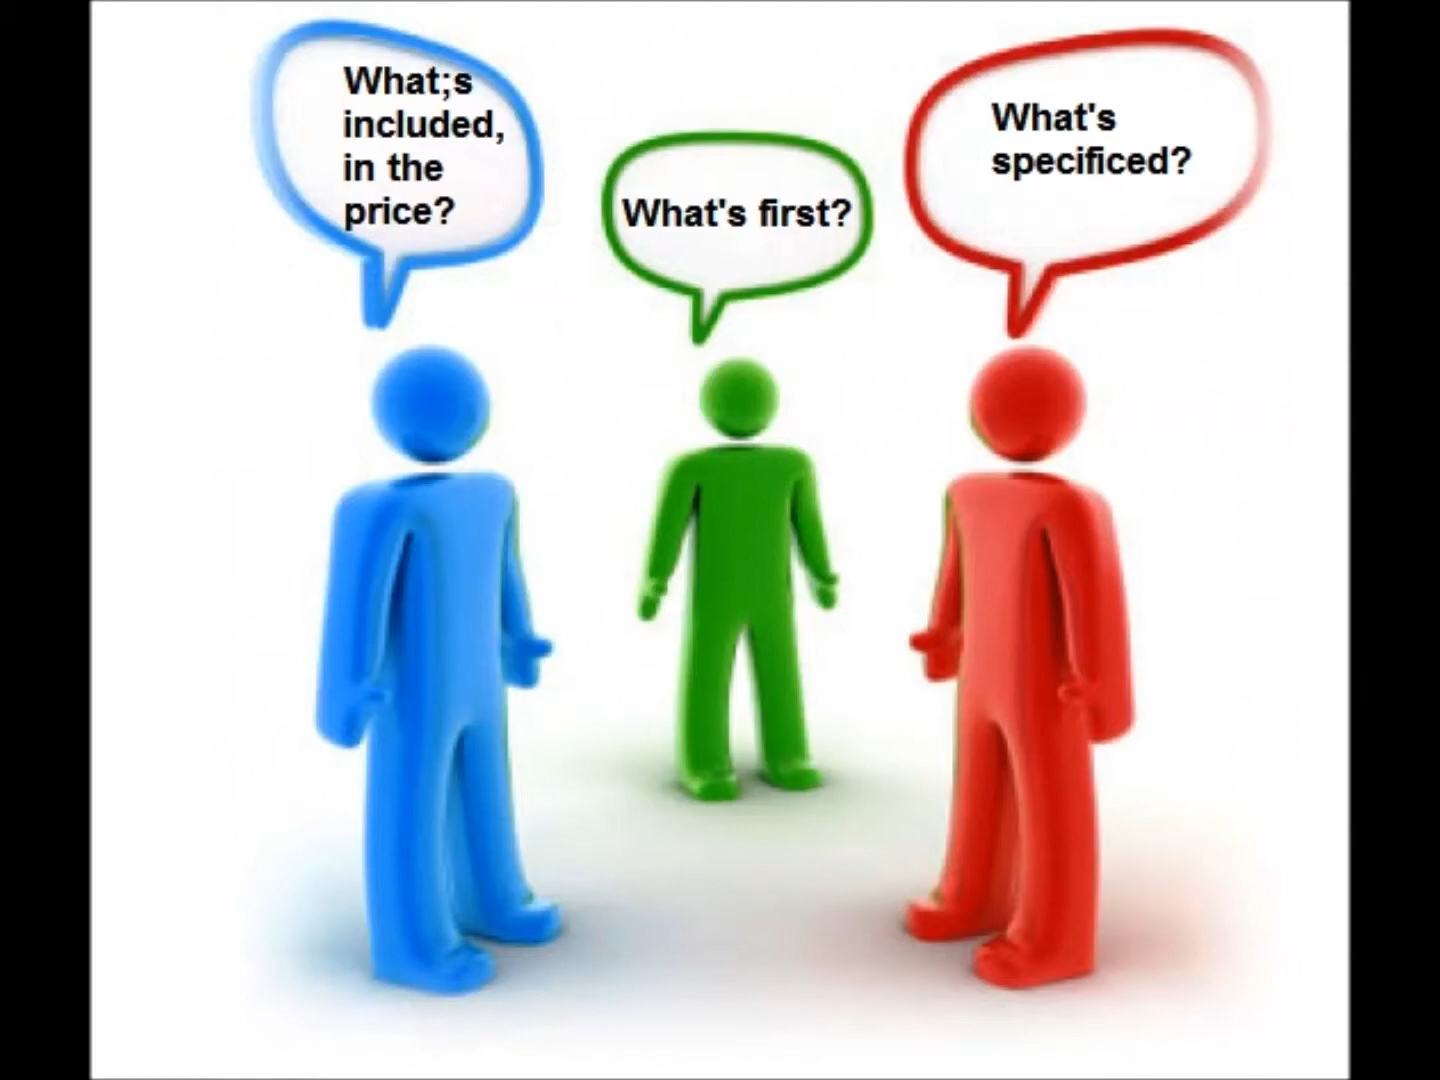 What;s
included,
in the
price?
What's first?
What's
specificed?